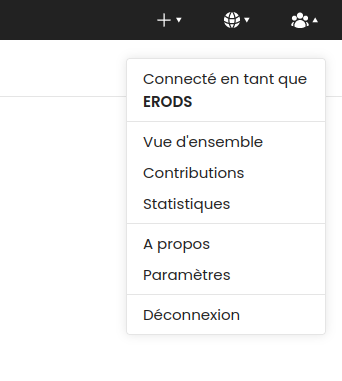 Connecté en tant que
ERODS
Vue d'ensemble
Contributions
Statistiques
A propos
Paramètres
Déconnexion